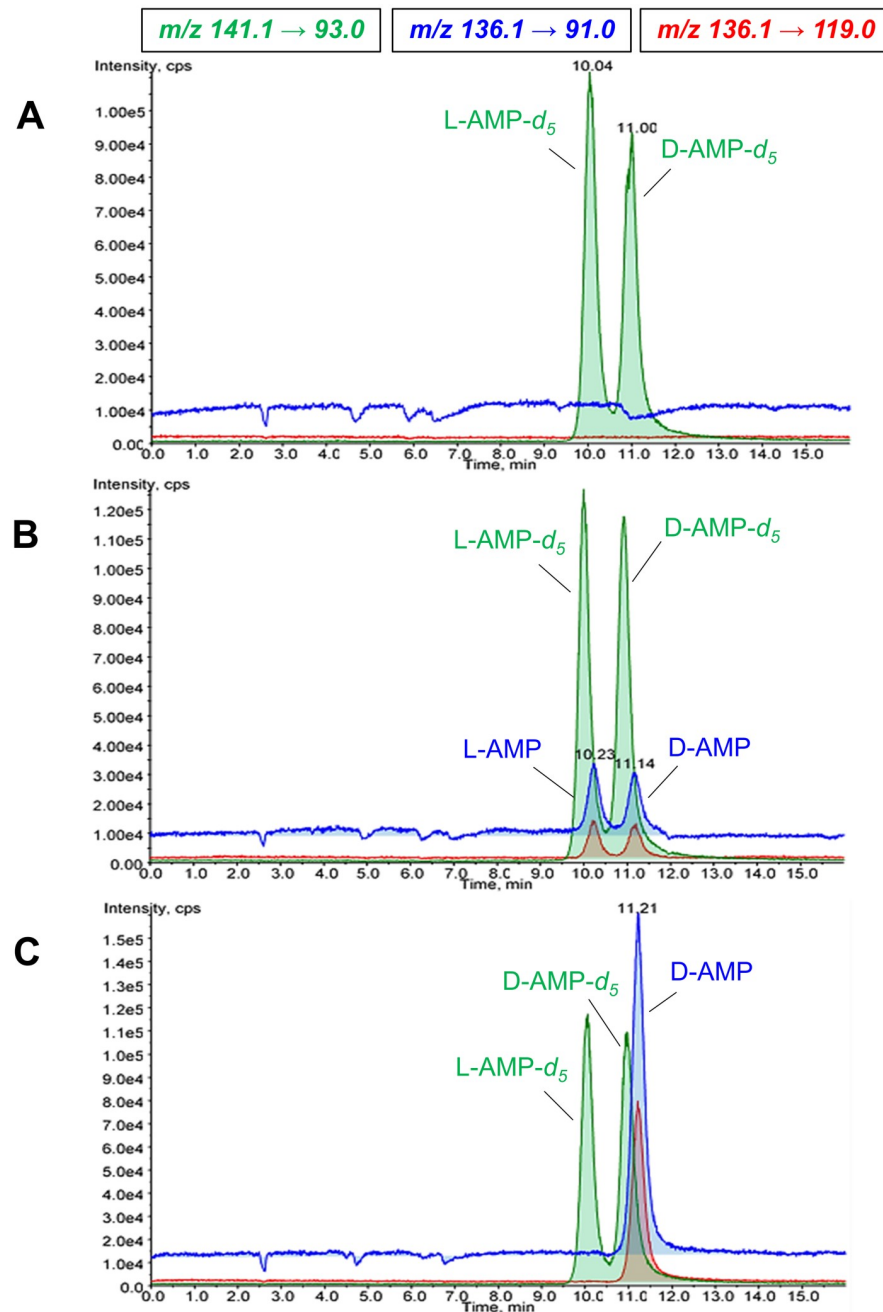 m/z 141.1 → 93.0 m/z 136.1 → 91.0 m/z 136.1 → 119.0
A
Intensity, cps
10.04
11.00
L-AMP-d5
D-AMP-d5
1.00e5
9.00e4
8.00e4
7.00e4
6.00e4
5.00e4
4.00e4
3.00e4
2.00e4
1.00e4
0.00
0.0 1.0 2.0 3.0 4.0 5.0 6.0 7.0 8.0 9.0 10.0 11.0 12.0 13.0 14.0 15.0
Time, min
B
Intensity, cps
L-AMP-d5
D-AMP-d5
L-AMP
10.23
11.14
D-AMP
1.20e5
1.10e5
1.00e5
9.00e4
8.00e4
7.00e4
6.00e4
5.00e4
4.00e4
3.00e4
2.00e4
1.00e4
0.00
0.0 1.0 2.0 3.0 4.0 5.0 6.0 7.0 8.0 9.0 10.0 11.0 12.0 13.0 14.0 15.0
Time, min
C
Intensity, cps
11.21
D-AMP-d5
D-AMP
L-AMP-d5
1.5e5
1.4e5
1.3e5
1.2e5
1.1e5
1.0e5
9.0e4
8.0e4
7.0e4
6.0e4
5.0e4
4.0e4
3.0e4
2.0e4
1.0e4
0.0
0.0 1.0 2.0 3.0 4.0 5.0 6.0 7.0 8.0 9.0 10.0 11.0 12.0 13.0 14.0 15.0
Time, min